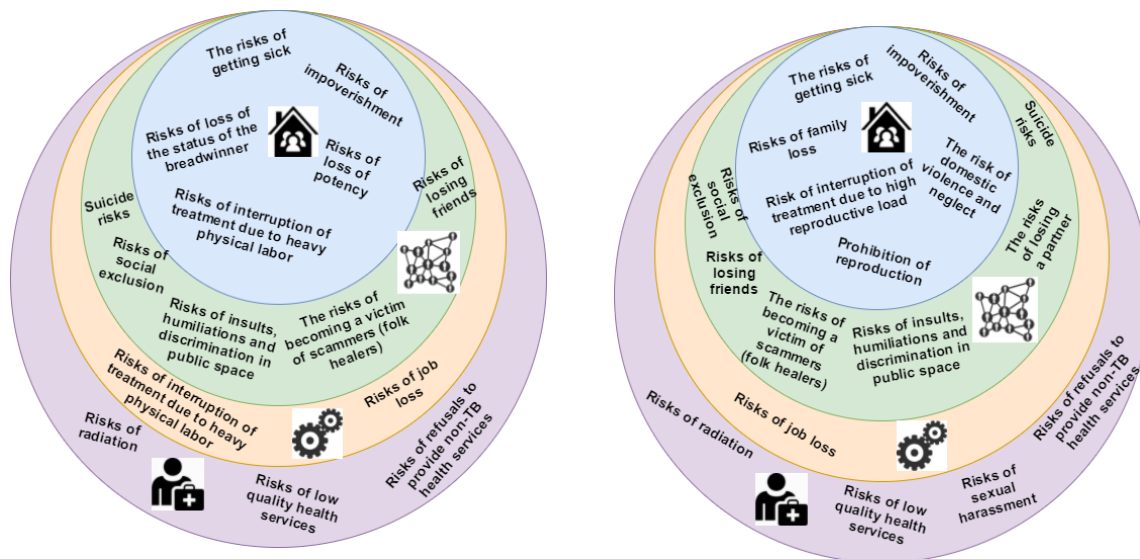 The risks of
getting sick
Risks of
impoverishment
Risks of loss of
the status of the
breadwinner
Risks of
loss of
potency
Risks of interruption of
treatment due to heavy
physical labor
Suicide
risks
Risks of
losing
friends
Risks of
social
exclusion
Risks of insults,
humiliations and
discrimination in
public space
The risks of
becoming a victim
of scammers (folk
healers)
Risks of interruption of
treatment due to heavy
physical labor
Risks of job
loss
Risks of
radiation
Risks of low
quality health
services
Risks of refusals to
provide non-TB
health services
The risks of
getting sick
Risks of
impoverishment
Risks of family
loss
The risk of
domestic
violence and
neglect
Risk of interruption of
treatment due to high
reproductive load
Prohibition of
reproduction
Suicide
risks
Risks of
social
exclusion
The risks
of losing
a partner
Risks of
losing
friends
The risks of
becoming a
victim of
scammers
(folk healers)
Risks of insults,
humiliations and
discrimination in
public space
Risks of job loss
Risks of radiation
Risks of low
quality health
services
Risks of
sexual
harassment
Risks of refusals to
provide non-TB
health services